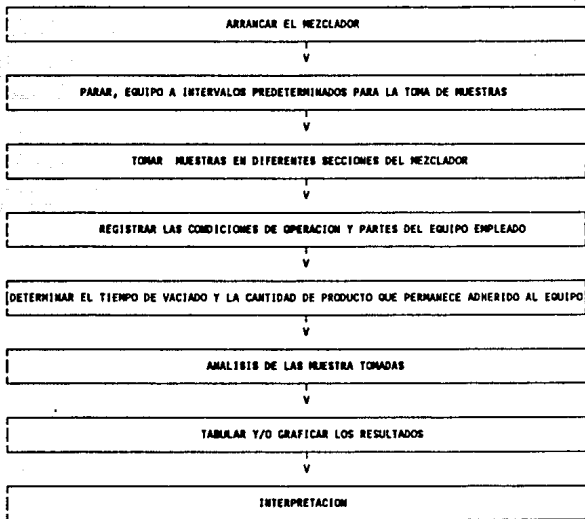 ARRANCAR EL MEZCLADOR
V
PARAR, EQUIPO A INTERVALOS PREDETERMINADOS PARA LA TOMA DE MUESTRAS
V
TOMAR MUESTRAS EN DIFERENTES SECCIONES DEL MEZCLADOR
V
REGISTRAR LAS CONDICIONES DE OPERACION Y PARTES DEL EQUIPO EMPLEADO
V
DETERMINAR EL TIEMPO DE VACIADO Y LA CANTIDAD DE PRODUCTO QUE PERMANECE ADHERIDO AL EQUIPO
V
ANALISIS DE LAS MUESTRA TOMADAS
V
TABULAR Y/O GRAFICAR LOS RESULTADOS
V
INTERPRETACION